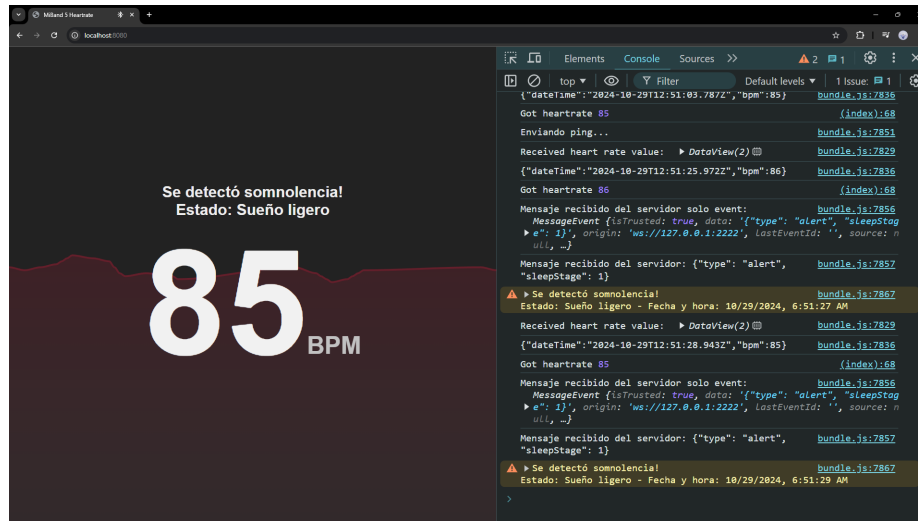 MiBand 5 Heartrate
localhost:8000
Se detectó somnolencia!
Estado: Sueño ligero
85 BPM
Elements Console Sources 2 1
top Filter Default levels 1 Issue: 1
{"dateTime":"2024-10-29T12:51:03.787Z","bpm":85} bundle.js:7836
Got heartrate 85 (index):68
Enviando ping... bundle.js:7851
Received heart rate value: DataView(2) bundle.js:7829
{"dateTime":"2024-10-29T12:51:25.972Z","bpm":86} bundle.js:7836
Got heartrate 86 (index):68
Mensaje recibido del servidor solo event: bundle.js:7856
MessageEvent {isTrusted: true, data: '{"type": "alert", "sleepStag
e": 1}', origin: 'ws://127.0.0.1:2222', lastEventId: '', source: n
ull, …}
Mensaje recibido del servidor: {"type": "alert", bundle.js:7857
"sleepStage": 1}
Se detectó somnolencia! bundle.js:7867
Estado: Sueño ligero - Fecha y hora: 10/29/2024, 6:51:27 AM
Received heart rate value: DataView(2) bundle.js:7829
{"dateTime":"2024-10-29T12:51:28.943Z","bpm":85} bundle.js:7836
Got heartrate 85 (index):68
Mensaje recibido del servidor solo event: bundle.js:7856
MessageEvent {isTrusted: true, data: '{"type": "alert", "sleepStag
e": 1}', origin: 'ws://127.0.0.1:2222', lastEventId: '', source: n
ull, …}
Mensaje recibido del servidor: {"type": "alert", bundle.js:7857
"sleepStage": 1}
Se detectó somnolencia! bundle.js:7867
Estado: Sueño ligero - Fecha y hora: 10/29/2024, 6:51:29 AM